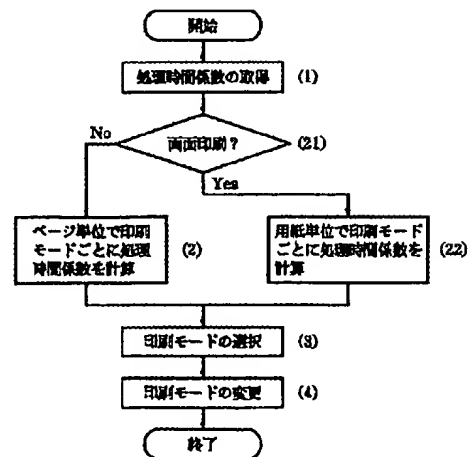 開始
処理時間係数の取得 (1)
両面印刷？ (21)
No
Yes
ページ単位で印刷
モードごとに処理
時間係数を計算
(2)
用紙単位で印刷モード
ごとに処理時間係数を
計算
(22)
印刷モードの選択 (3)
印刷モードの変更 (4)
終了